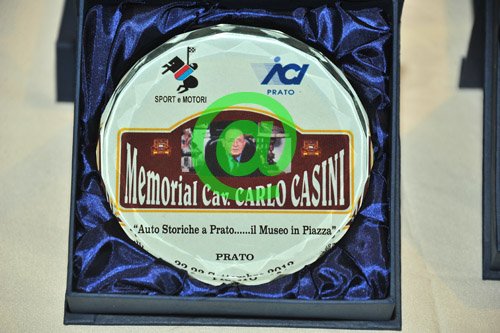 SPORT e MOTORI
ACI
PRATO
Memorial Cav. CARLO CASINI
"Auto Storiche a Prato......il Museo in Piazza"
PRATO